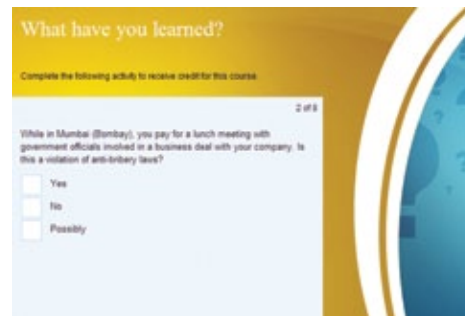 What have you learned?
Complete the following activity to receive credit for this course.
2 of 8
While in Mumbai (Bombay), you pay for a lunch meeting with
government officials involved in a business deal with your company. Is
this a violation of anti-bribery laws?
Yes
No
Possibly